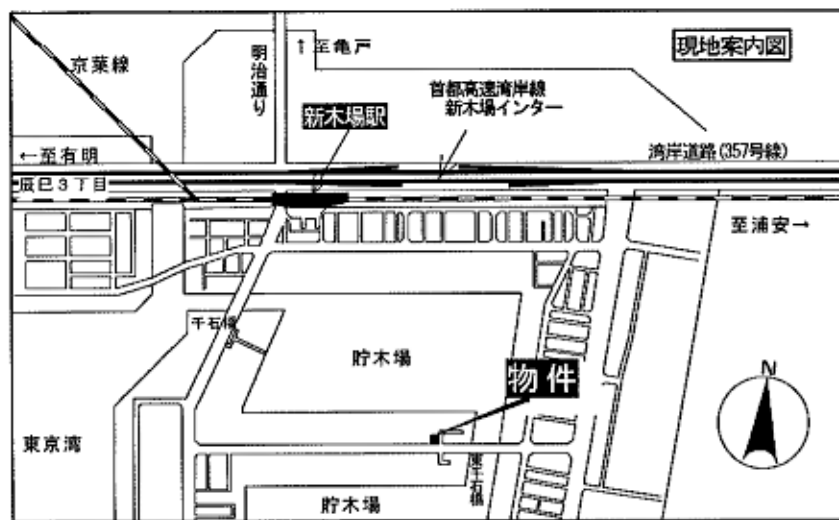 現地案内図
京葉線
明治通り
↑至亀戸
首都高速湾岸線
新木場インター
新木場駅
←至有明
湾岸道路(357号線)
辰巳3丁目
至浦安→
千石橋
貯木場
物件
N
東京湾
東千石橋
貯木場